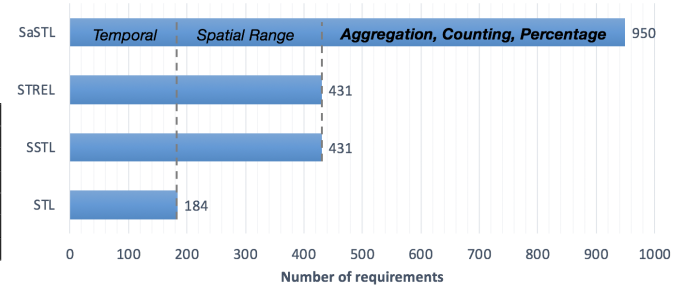 SaSTL Temporal Spatial Range Aggregation, Counting, Percentage 950
STREL 431
SSTL 431
STL 184
0 100 200 300 400 500 600 700 800 900 1000
Number of requirements